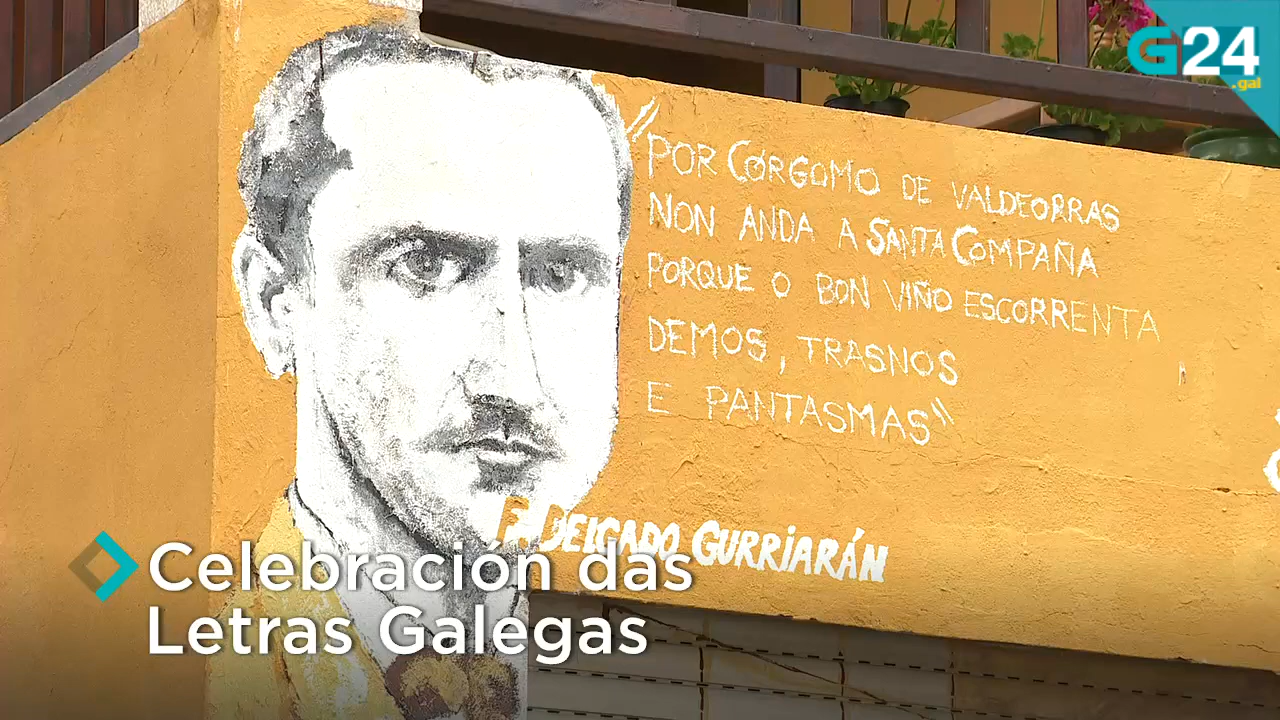 G24
.gal
"POR CÓRGOMO DE VALDEORRAS
NON ANDA A SANTA COMPAÑA
PORQUE O BON VIÑO ESCORRENTA
DEMOS, TRASNOS
E PANTASMAS"
F. DELGADO GURRIARÁN
Celebración das
Letras Galegas